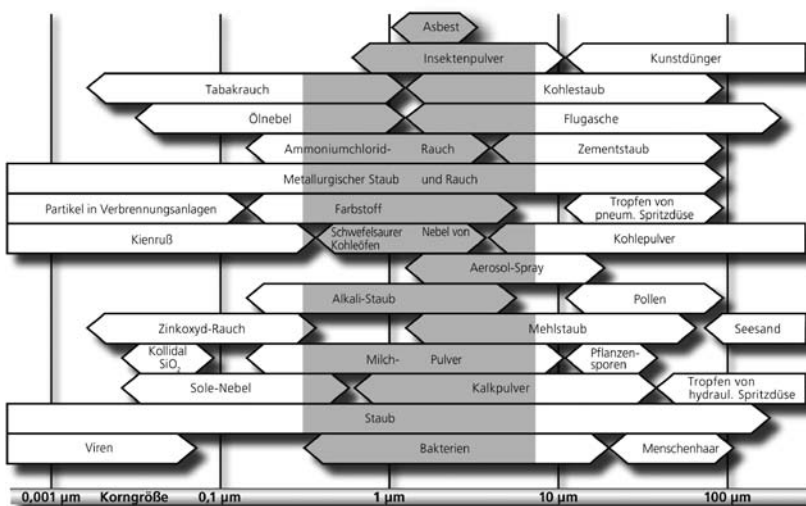 Asbest
Insektenpulver Kunstdünger
Tabakrauch Kohlestaub
Ölnebel Flugasche
Ammoniumchlorid- Rauch Zementstaub
Metallurgischer Staub und Rauch
Partikel in Verbrennungsanlagen Farbstoff Tropfen von
pneum. Spritzdüse
Kienruß Schwefelsaurer Nebel von
Kohleöfen Kohlepulver
Aerosol-Spray
Alkali-Staub Pollen
Zinkoxyd-Rauch Mehlstaub Seesand
Kollidal
SiO₂ Milch- Pulver Pflanzen-
sporen
Sole-Nebel Kalkpulver Tropfen von
hydraul. Spritzdüse
Staub
Viren Bakterien Menschenhaar
0,001 µm Korngröße 0,1 µm 1 µm 10 µm 100 µm